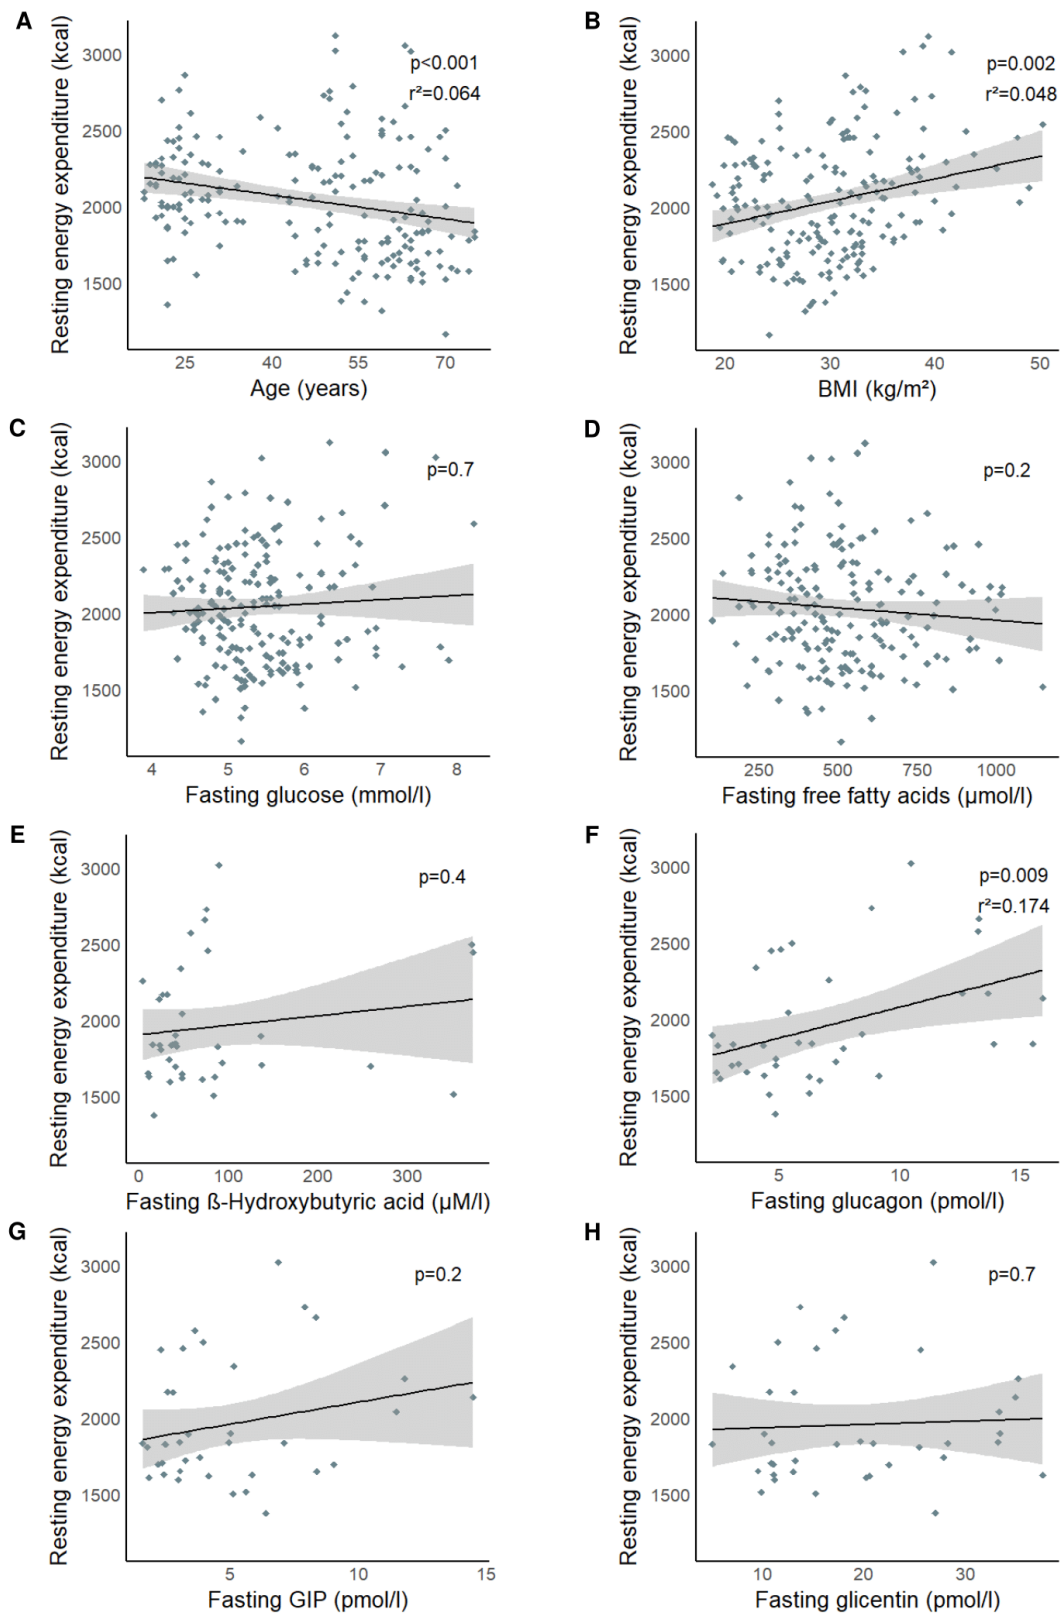 A
Resting energy expenditure (kcal)
3000
2500
2000
1500
p<0.001
r²=0.064
25 40 55 70
Age (years)
B
Resting energy expenditure (kcal)
3000
2500
2000
1500
p=0.002
r²=0.048
20 30 40 50
BMI (kg/m²)
C
Resting energy expenditure (kcal)
3000
2500
2000
1500
p=0.7
4 5 6 7 8
Fasting glucose (mmol/l)
D
Resting energy expenditure (kcal)
3000
2500
2000
1500
p=0.2
250 500 750 1000
Fasting free fatty acids (µmol/l)
E
Resting energy expenditure (kcal)
3000
2500
2000
1500
p=0.4
0 100 200 300
Fasting ß-Hydroxybutyric acid (µM/l)
F
Resting energy expenditure (kcal)
3000
2500
2000
1500
p=0.009
r²=0.174
5 10 15
Fasting glucagon (pmol/l)
G
Resting energy expenditure (kcal)
3000
2500
2000
1500
p=0.2
5 10 15
Fasting GIP (pmol/l)
H
Resting energy expenditure (kcal)
3000
2500
2000
1500
p=0.7
10 20 30
Fasting glicentin (pmol/l)